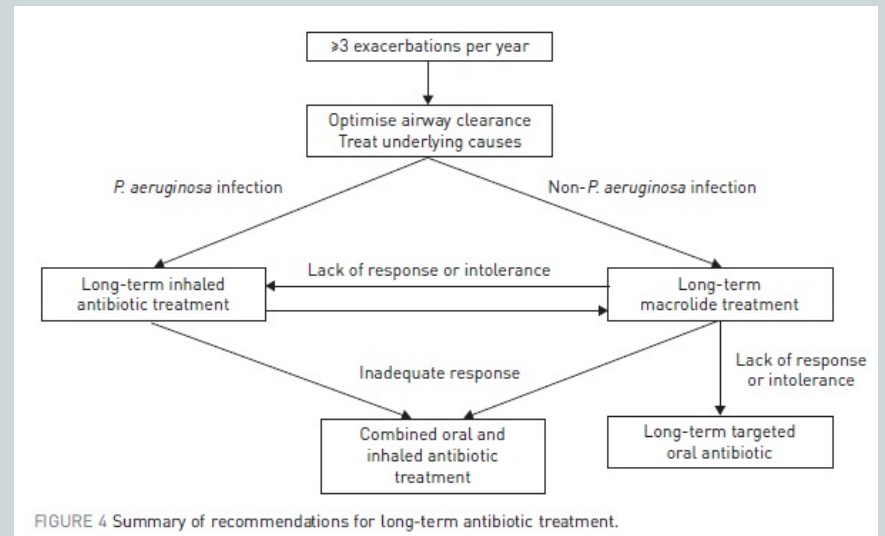 ≥3 exacerbations per year
Optimise airway clearance
Treat underlying causes
P. aeruginosa infection
Non-P. aeruginosa infection
Long-term inhaled
antibiotic treatment
Lack of response or intolerance
Long-term
macrolide treatment
Inadequate response
Lack of response
or intolerance
Combined oral and
inhaled antibiotic
treatment
Long-term targeted
oral antibiotic
FIGURE 4 Summary of recommendations for long-term antibiotic treatment.